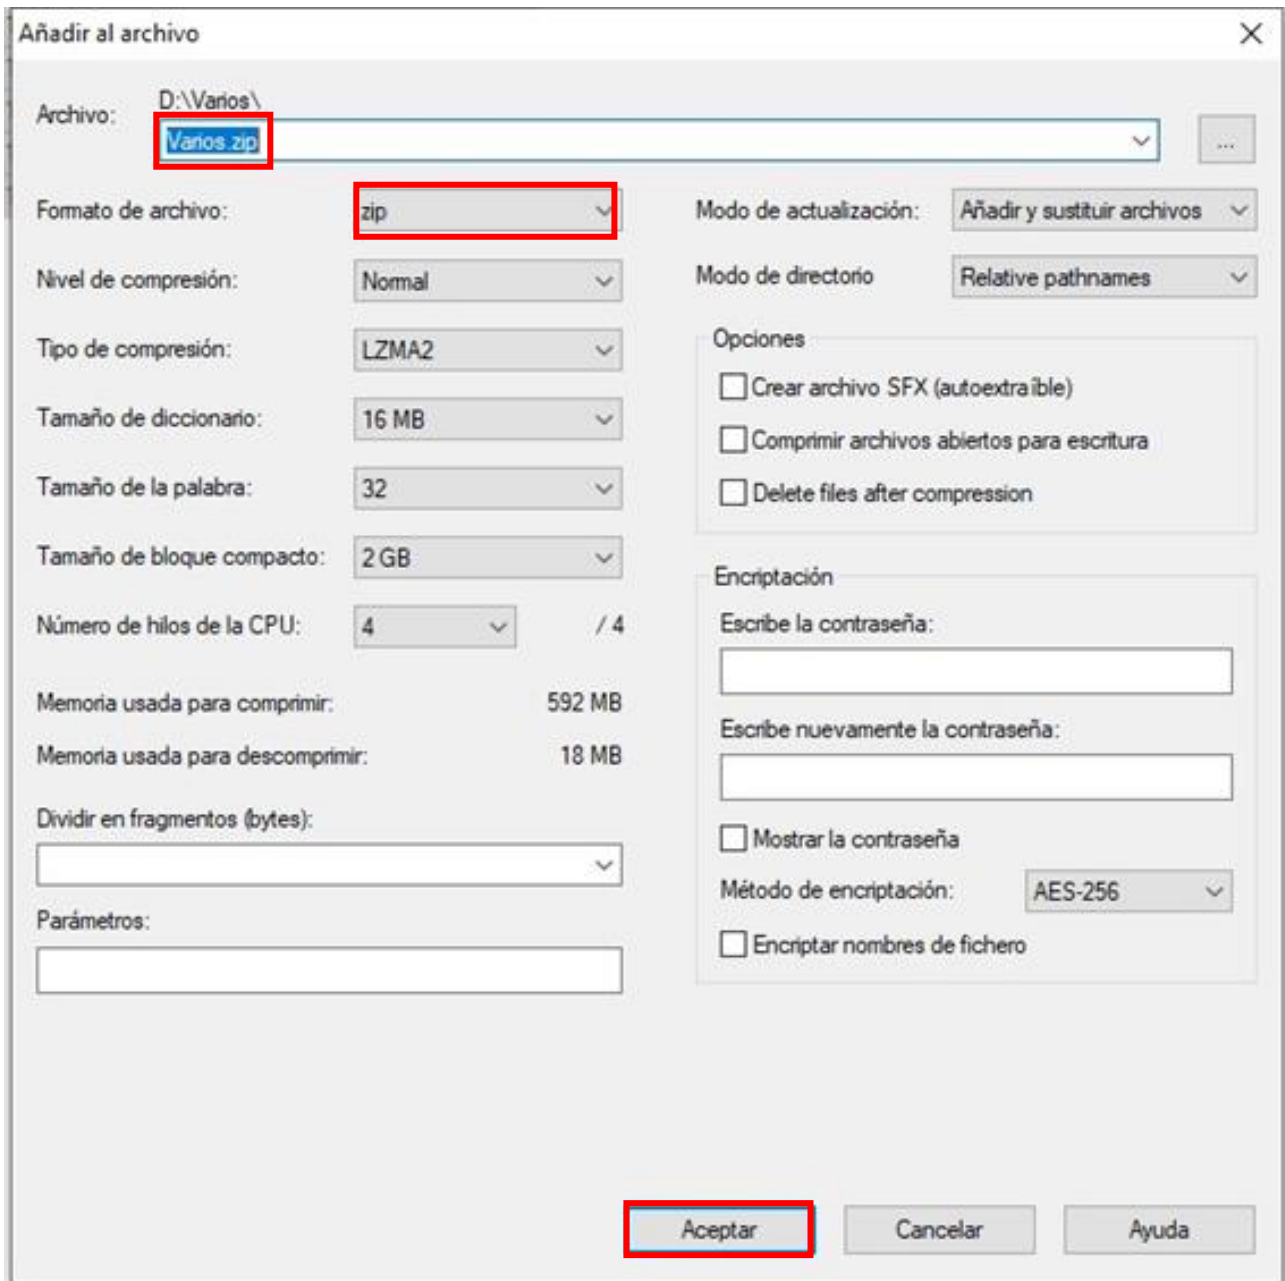 Añadir al archivo
Archivo:
D:\Varios\
Varios.zip
...
Formato de archivo:
zip
Nivel de compresión:
Normal
Tipo de compresión:
LZMA2
Tamaño de diccionario:
16 MB
Tamaño de la palabra:
32
Tamaño de bloque compacto:
2 GB
Número de hilos de la CPU:
4
/ 4
Memoria usada para comprimir:
592 MB
Memoria usada para descomprimir:
18 MB
Dividir en fragmentos (bytes):
Parámetros:
Modo de actualización:
Añadir y sustituir archivos
Modo de directorio
Relative pathnames
Opciones
Crear archivo SFX (autoextraíble)
Comprimir archivos abiertos para escritura
Delete files after compression
Encriptación
Escribe la contraseña:
Escribe nuevamente la contraseña:
Mostrar la contraseña
Método de encriptación:
AES-256
Encriptar nombres de fichero
Aceptar
Cancelar
Ayuda